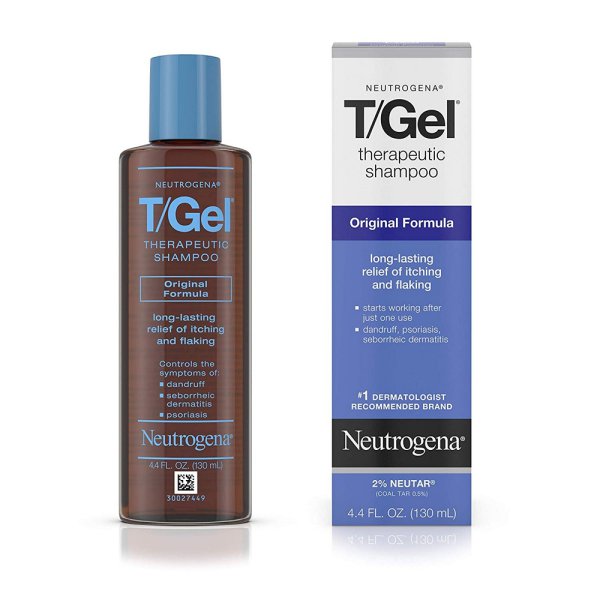 NEUTROGENA®
T/Gel®
THERAPEUTIC
SHAMPOO
Original
Formula
long-lasting
relief of itching
and flaking
Controls the
symptoms of:
▪ dandruff
▪ seborrheic
dermatitis
▪ psoriasis
Neutrogena®
4.4 FL. OZ. (130 mL)
30027449
NEUTROGENA®
T/Gel®
therapeutic
shampoo
Original Formula
long-lasting
relief of itching
and flaking
▪ starts working after
just one use
▪ dandruff, psoriasis,
seborrheic dermatitis
#1 DERMATOLOGIST
RECOMMENDED BRAND
Neutrogena®
2% NEUTAR®
(COAL TAR 0.5%)
4.4 FL. OZ. (130 mL)